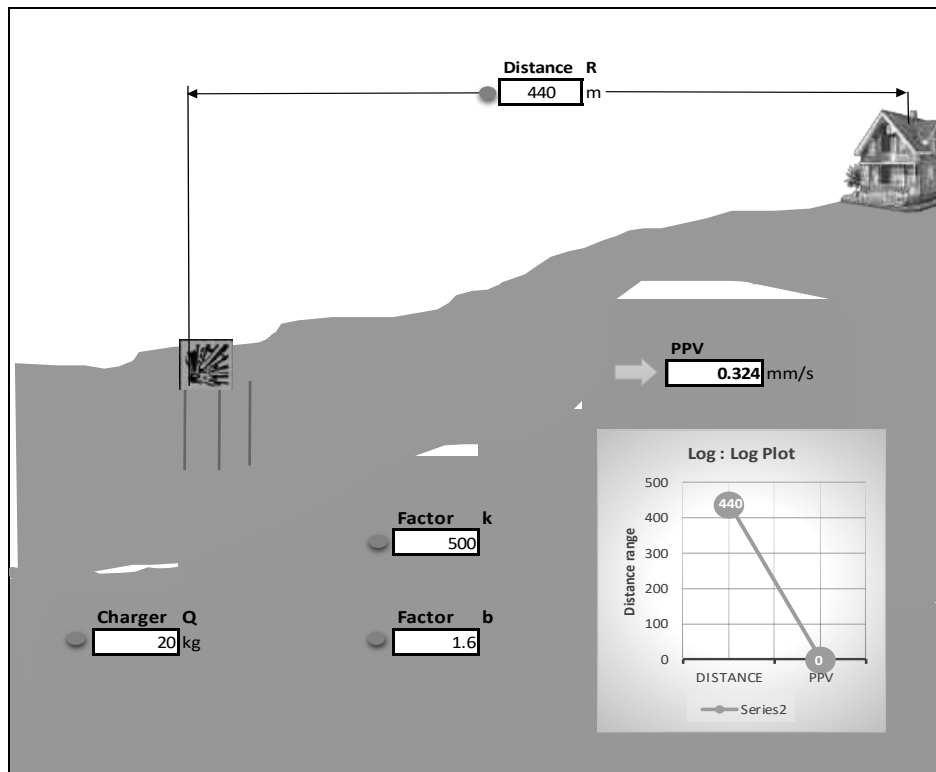 Distance R
440 m
PPV
0.324 mm/s
Log : Log Plot
Distance range
500
400
300
200
100
0
440
0
DISTANCE PPV
Series2
Factor k
500
Charger Q
20 kg
Factor b
1.6